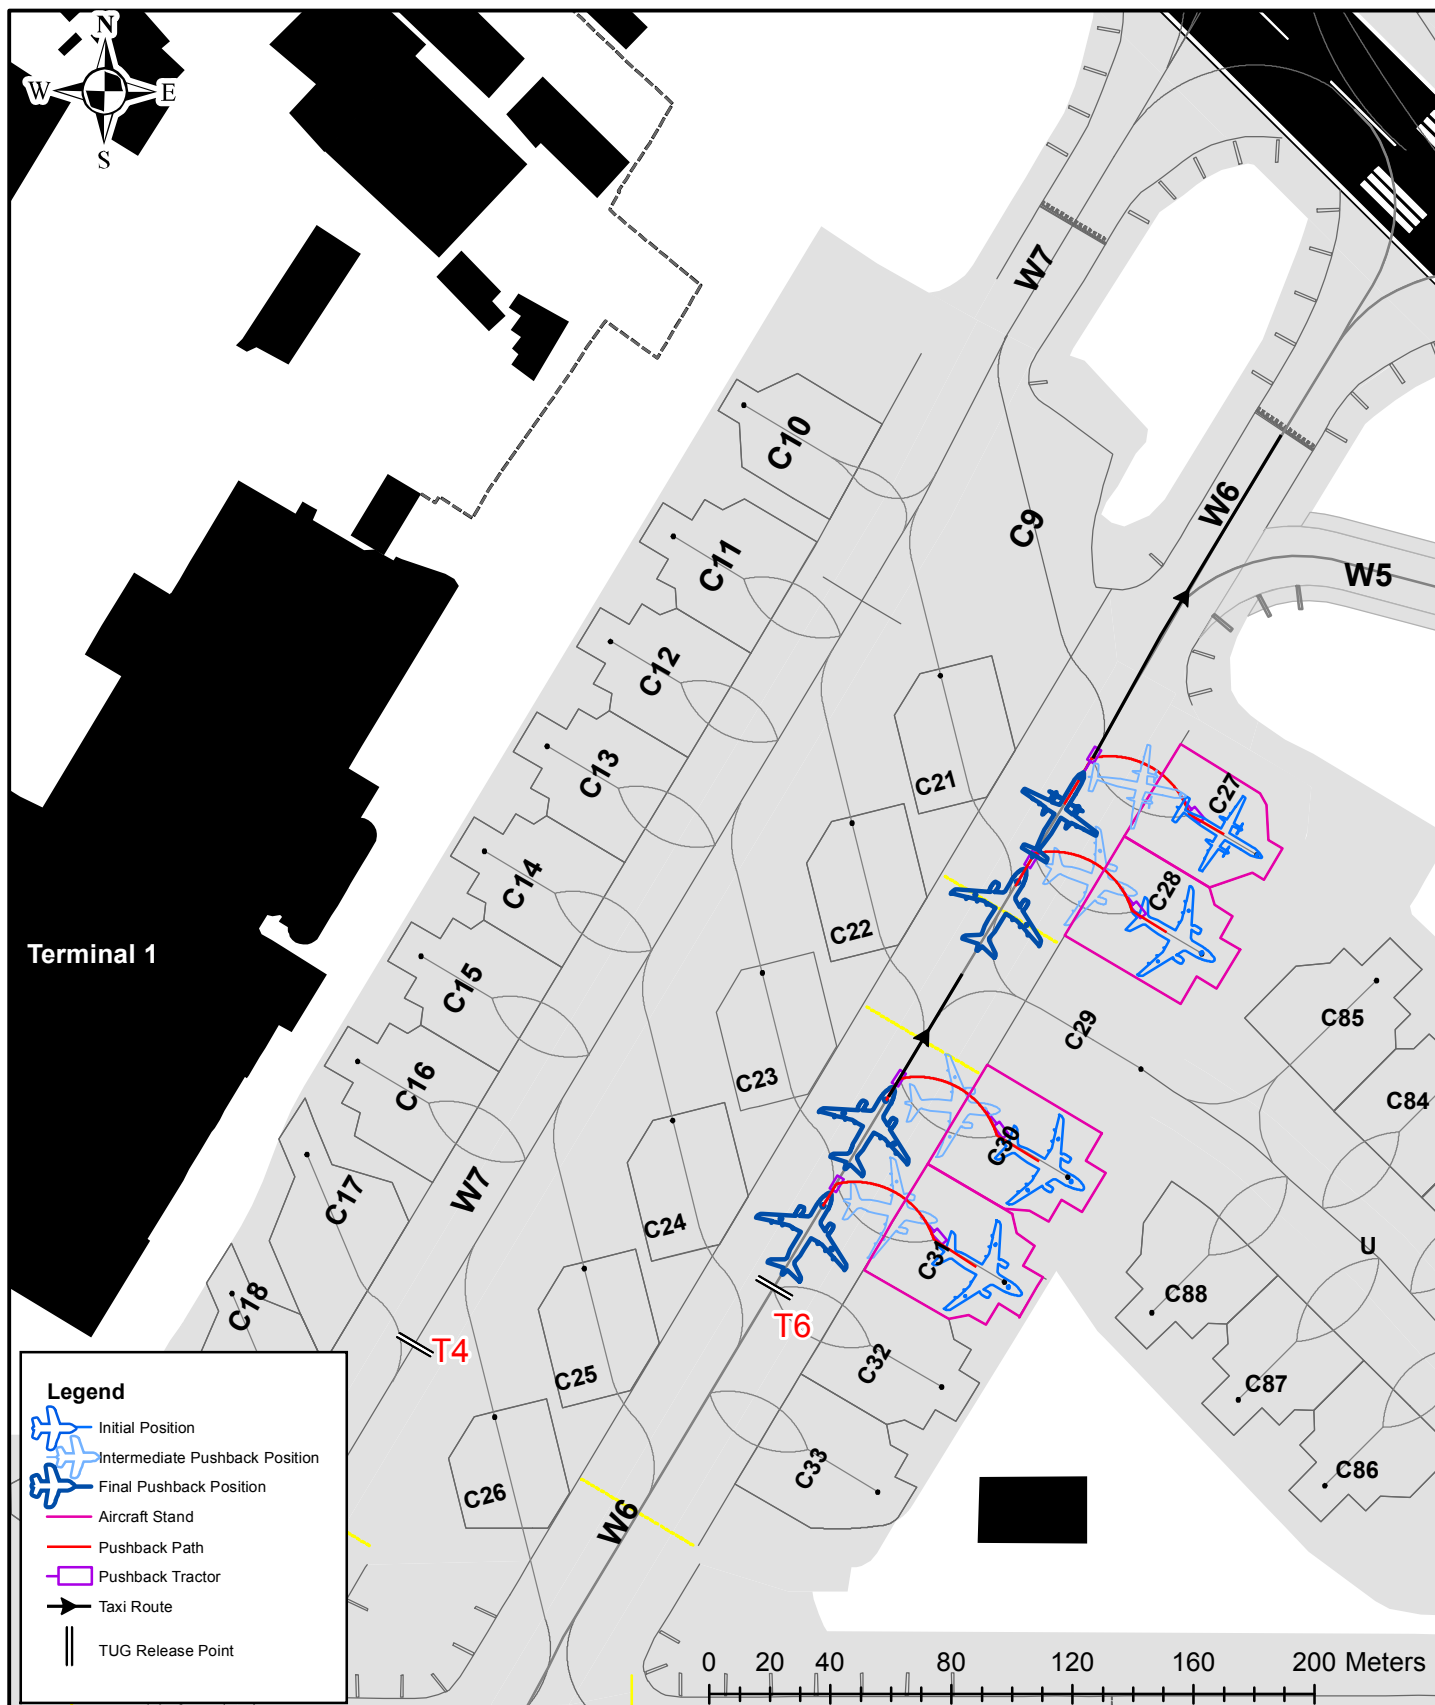 N
W E
S
W7
C10
W6
C9
C11
W5
C12
C13
C21
C27
C14
C28
C22
Terminal 1
C15
C85
C29
C16
C23
C84
C30
C17
W7
C24
C31
U
C18
C88
T6
T4
C32
C25
C87
C33
C86
C26
W6
Legend
Initial Position
Intermediate Pushback Position
Final Pushback Position
Aircraft Stand
Pushback Path
Pushback Tractor
Taxi Route
TUG Release Point
0 20 40 80 120 160 200 Meters